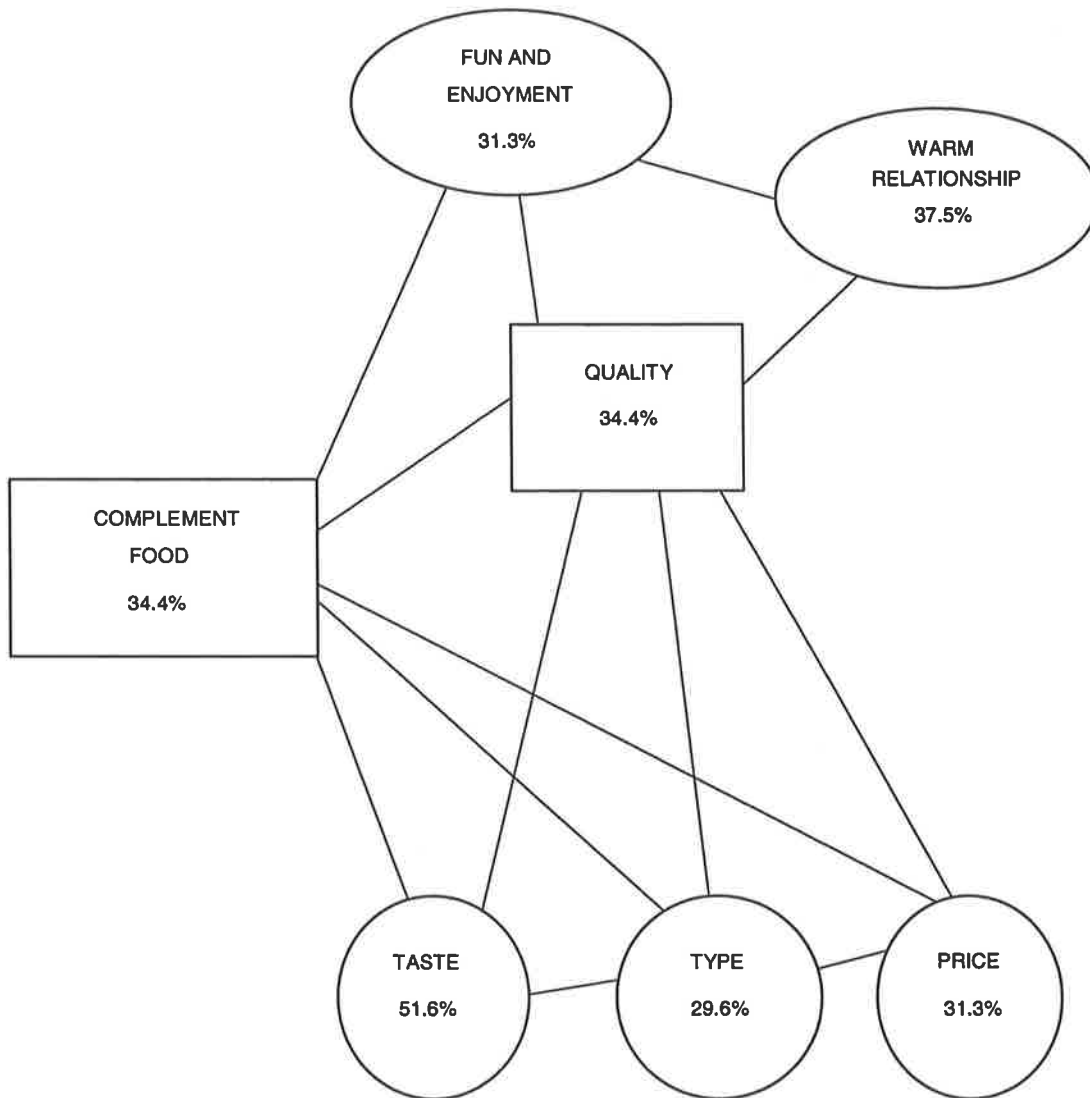 FUN AND
ENJOYMENT
31.3%
WARM
RELATIONSHIP
37.5%
QUALITY
34.4%
COMPLEMENT
FOOD
34.4%
TASTE
51.6%
TYPE
29.6%
PRICE
31.3%